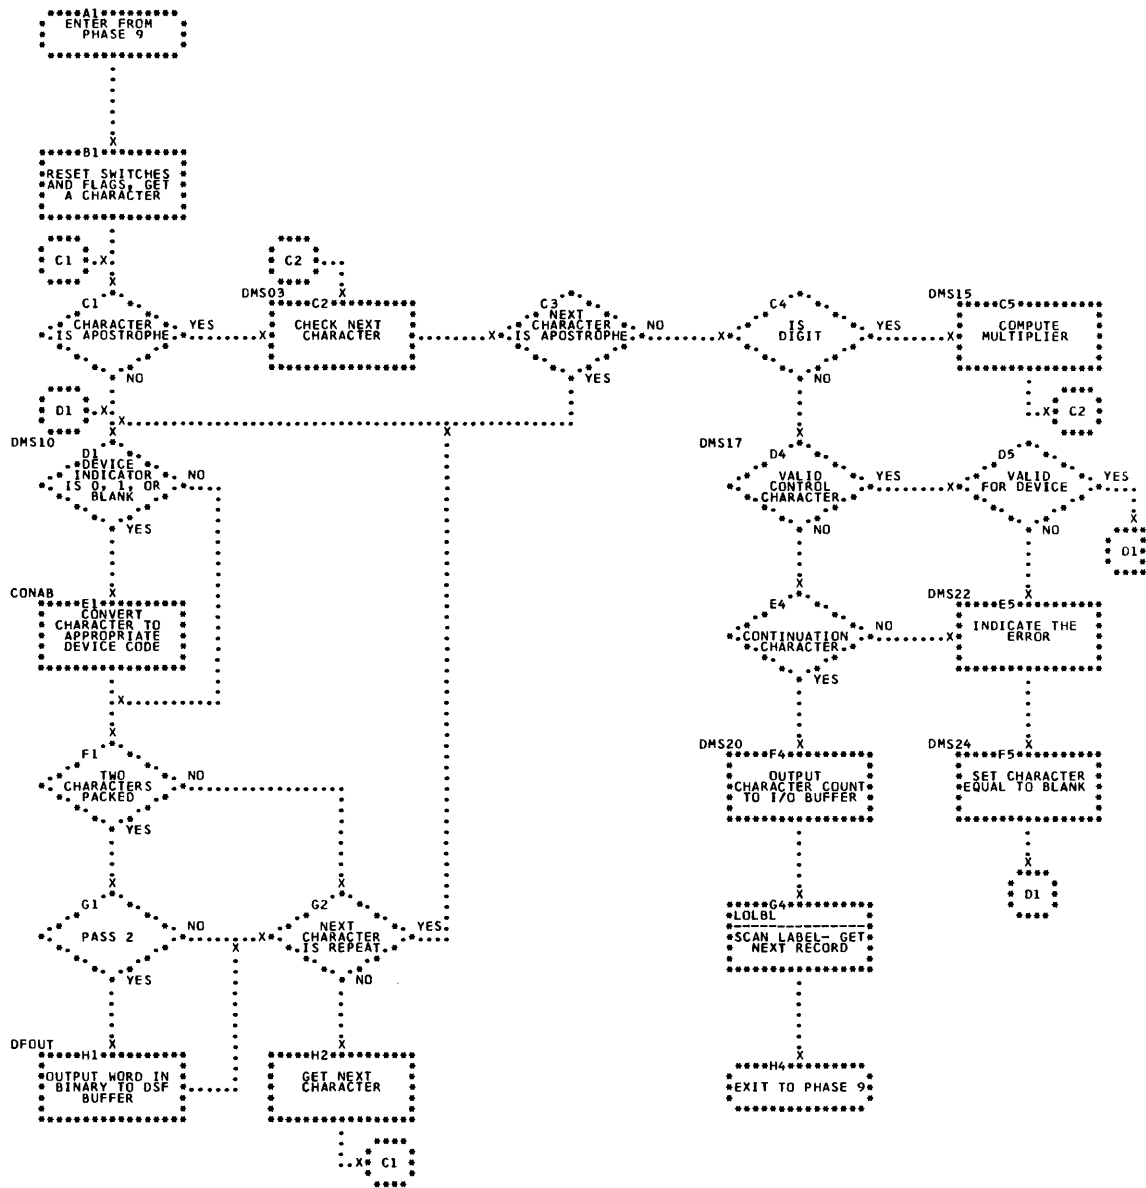 A1
ENTER FROM
PHASE 9
B1
RESET SWITCHES
AND FLAGS, GET
A CHARACTER
C1
C2
C1
CHARACTER
IS APOSTROPHE
YES
NO
DMS03
C2
CHECK NEXT
CHARACTER
C3
NEXT
CHARACTER
IS APOSTROPHE
NO
YES
C4
IS
DIGIT
YES
NO
DMS15
C5
COMPUTE
MULTIPLIER
C2
D1
DMS10
D1
DEVICE
INDICATOR
IS 0, 1, OR
BLANK
NO
YES
DMS17
D4
VALID
CONTROL
CHARACTER
YES
NO
D5
VALID
FOR DEVICE
YES
NO
D1
CONAB
E1
CONVERT
CHARACTER TO
APPROPRIATE
DEVICE CODE
E4
CONTINUATION
CHARACTER
NO
YES
DMS22
E5
INDICATE THE
ERROR
F1
TWO
CHARACTERS
PACKED
NO
YES
DMS20
F4
OUTPUT
CHARACTER COUNT
TO I/O BUFFER
DMS24
F5
SET CHARACTER
EQUAL TO BLANK
D1
G1
PASS 2
NO
YES
G2
NEXT
CHARACTER
IS REPEAT
YES
NO
G4
LOLBL
SCAN LABEL- GET
NEXT RECORD
DFOUT
H1
OUTPUT WORD IN
BINARY TO DSF
BUFFER
H2
GET NEXT
CHARACTER
C1
H4
EXIT TO PHASE 9